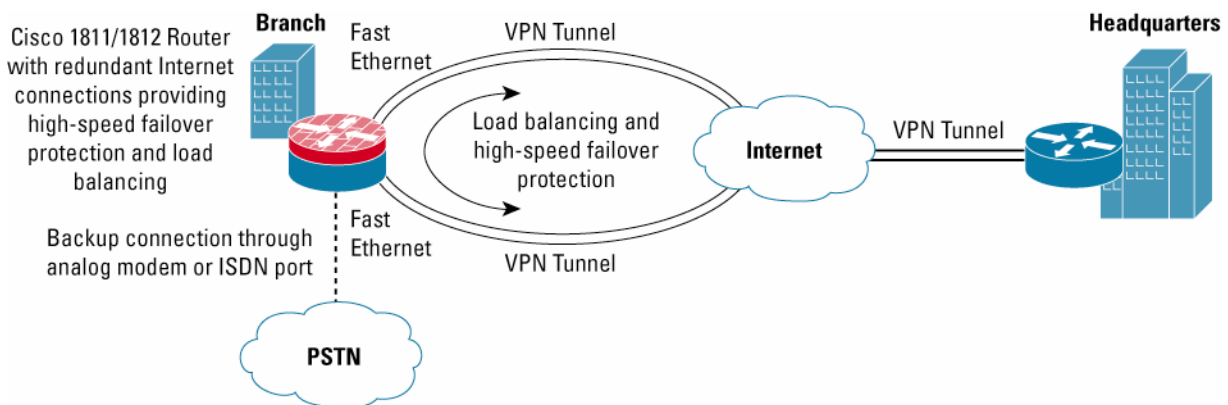 Branch
Cisco 1811/1812 Router
with redundant Internet
connections providing
high-speed failover
protection and load
balancing
Fast
Ethernet
VPN Tunnel
Load balancing and
high-speed failover
protection
Internet
VPN Tunnel
Headquarters
Fast
Ethernet
VPN Tunnel
Backup connection through
analog modem or ISDN port
PSTN